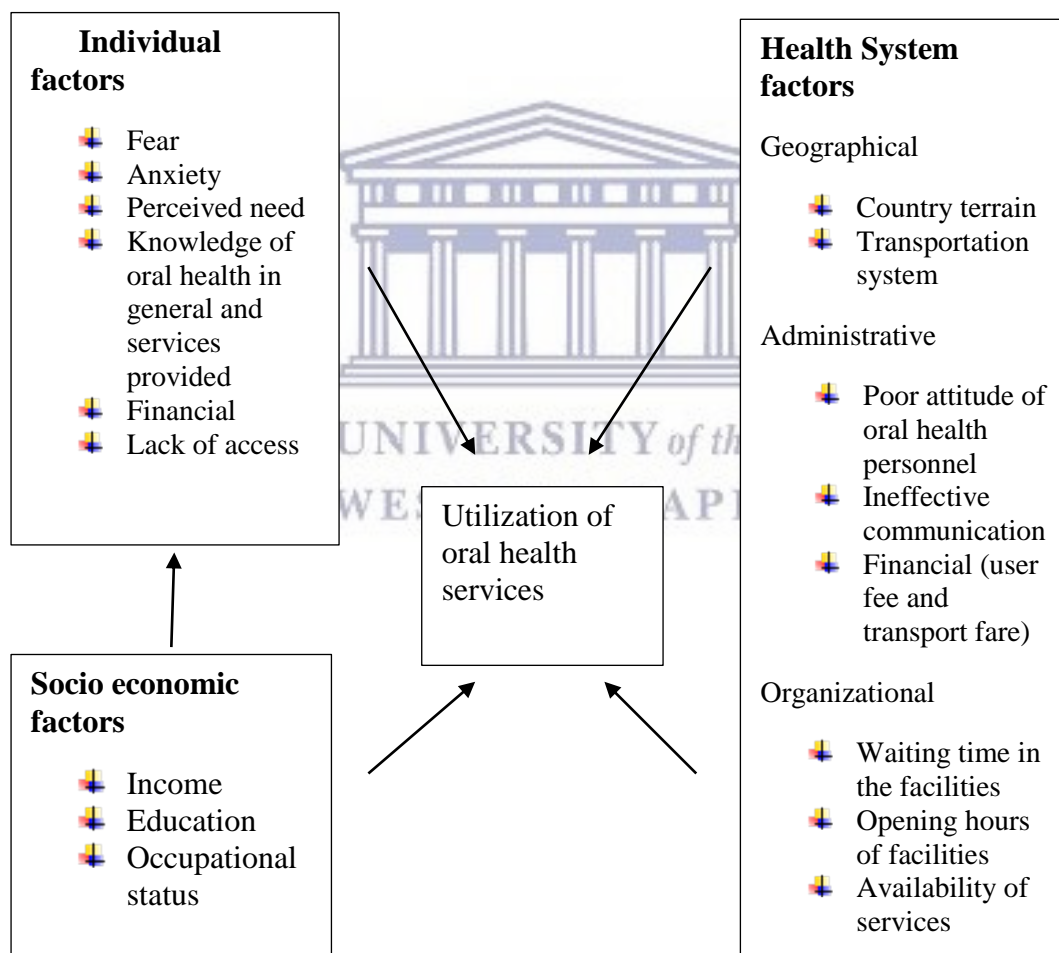 Individual
factors
Fear
Anxiety
Perceived need
Knowledge of
oral health in
general and
services
provided
Financial
Lack of access
Health System
factors
Geographical
Country terrain
Transportation
system
Administrative
Poor attitude of
oral health
personnel
Ineffective
communication
Financial (user
fee and
transport fare)
Organizational
Waiting time in
the facilities
Opening hours
of facilities
Availability of
services
UNIVERSITY of th
WES AP
Utilization of
oral health
services
Socio economic
factors
Income
Education
Occupational
status